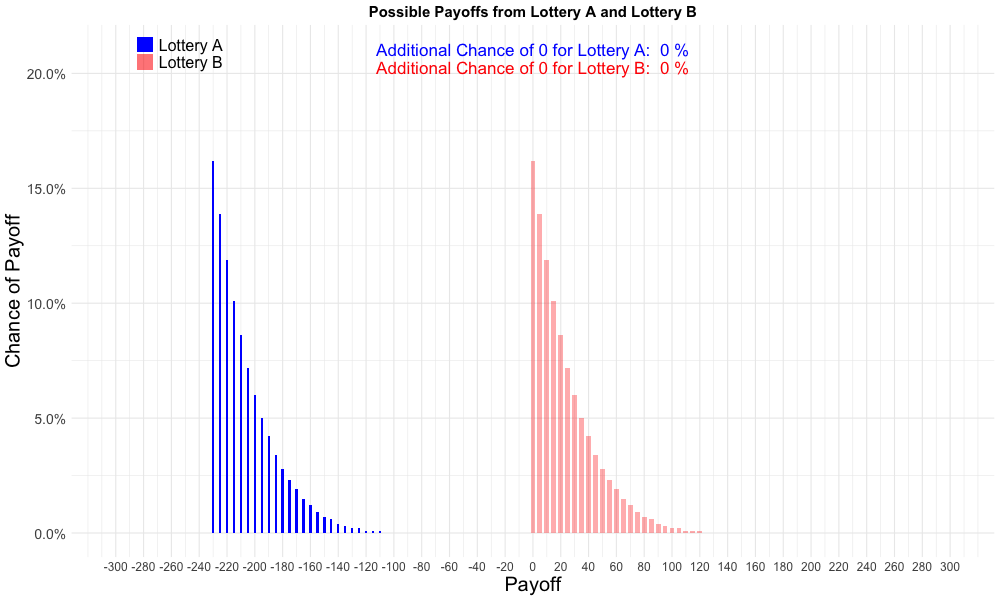 Possible Payoffs from Lottery A and Lottery B
Lottery A
Lottery B
Additional Chance of 0 for Lottery A:  0 %
Additional Chance of 0 for Lottery B:  0 %
Chance of Payoff
20.0%
15.0%
10.0%
5.0%
0.0%
-300 -280 -260 -240 -220 -200 -180 -160 -140 -120 -100 -80 -60 -40 -20 0 20 40 60 80 100 120 140 160 180 200 220 240 260 280 300
Payoff